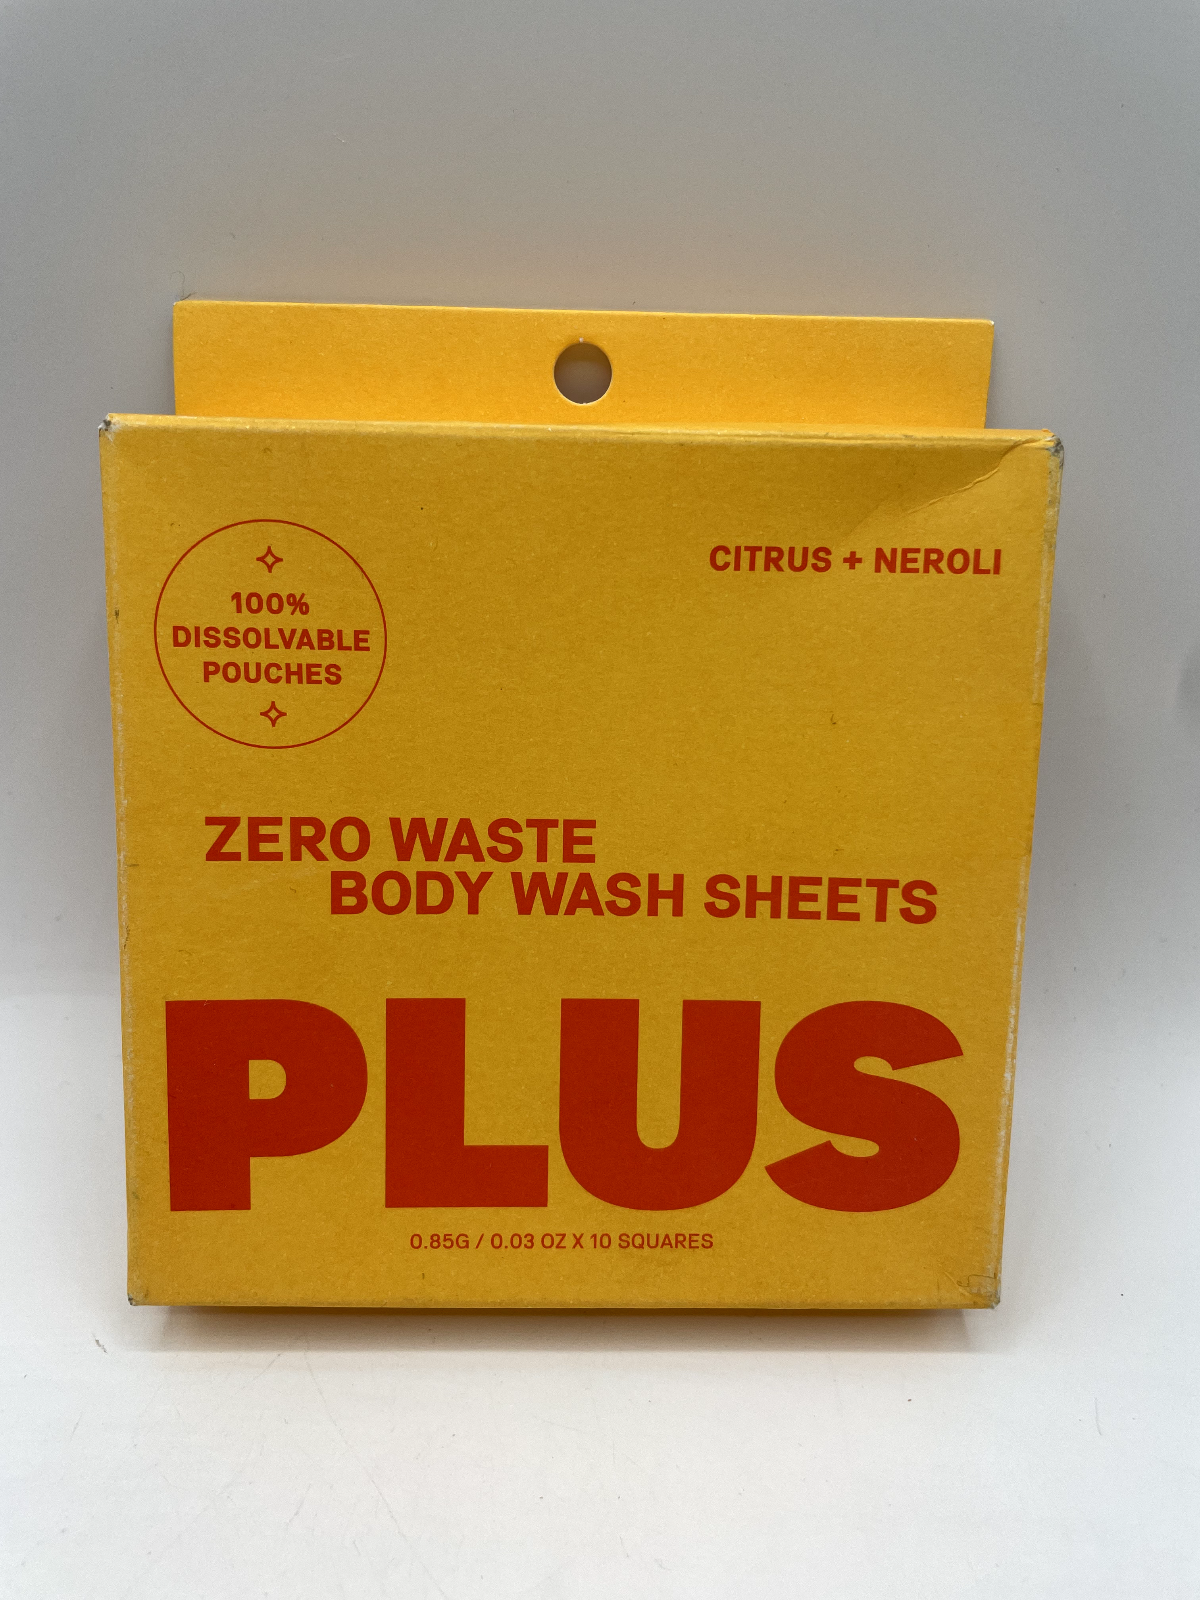 100%
DISSOLVABLE
POUCHES
CITRUS + NEROLI
ZERO WASTE
BODY WASH SHEETS
PLUS
0.85G / 0.03 OZ X 10 SQUARES